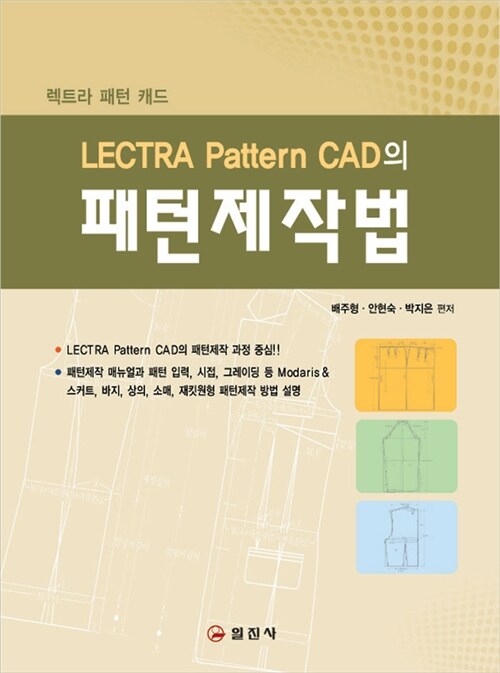 렉트라 패턴 캐드
LECTRA Pattern CAD의
패턴제작법
배주형·안현숙·박지은 편저
• LECTRA Pattern CAD의 패턴제작 과정 중심!!
• 패턴제작 매뉴얼과 패턴 입력, 시접, 그레이딩 등 Modaris &
스커트, 바지, 상의, 소매, 재킷원형 패턴제작 방법 설명
일진사